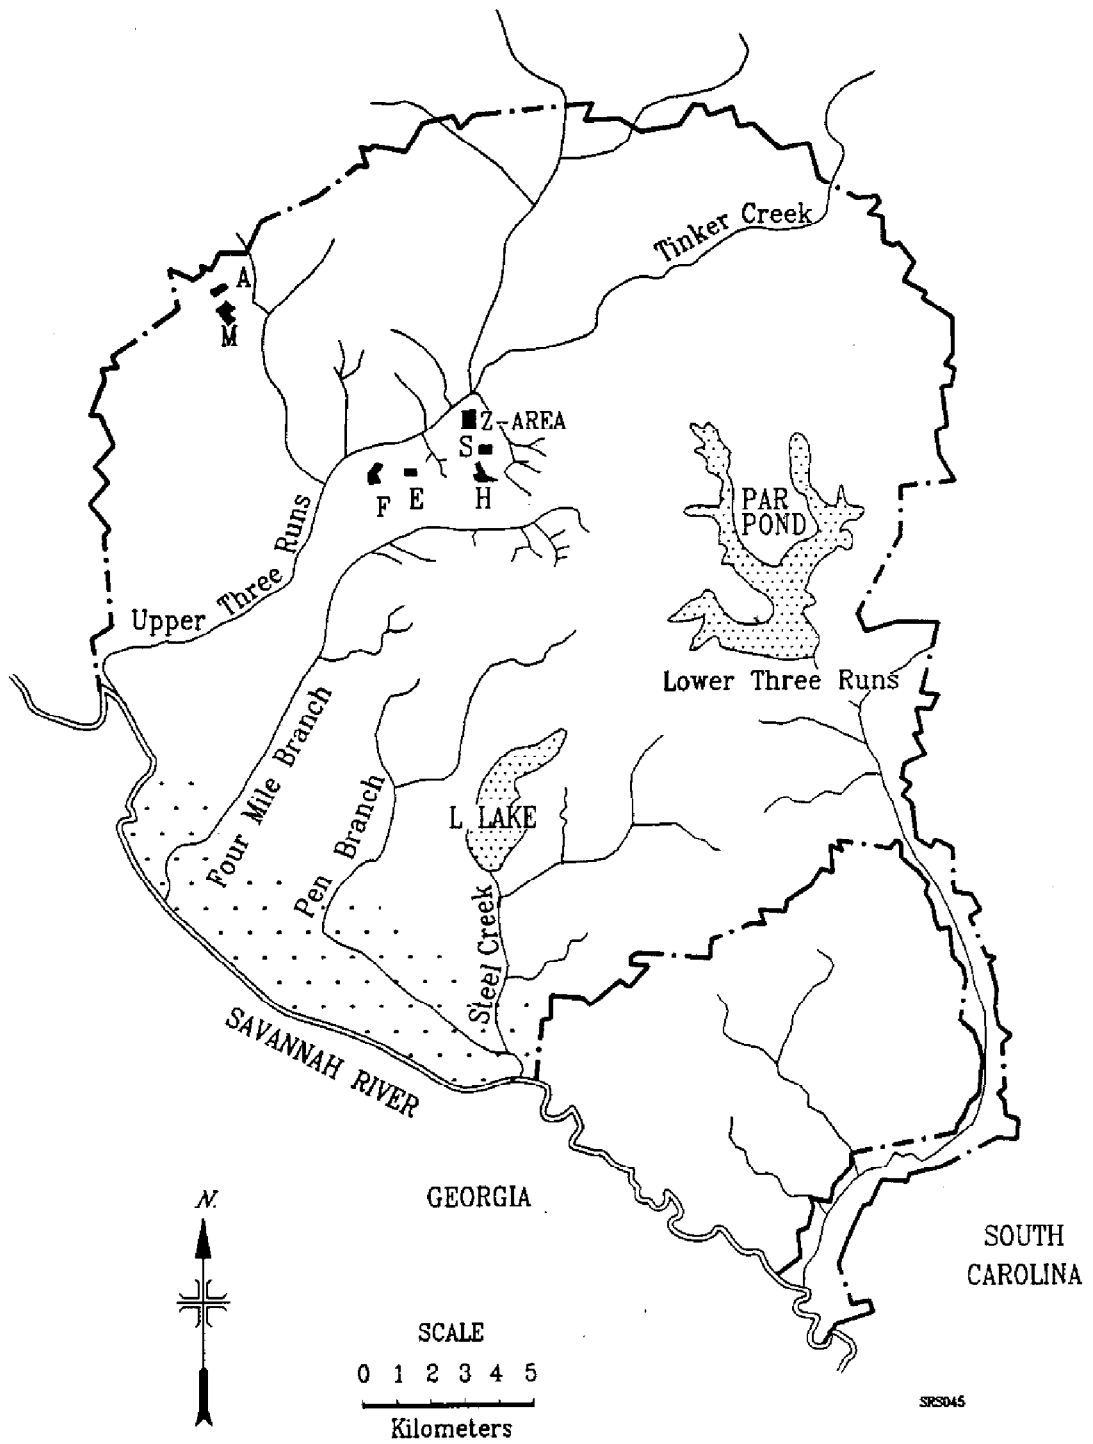 Tinker Creek
A
M
Z-AREA
S
F
E
H
PAR
POND
Upper Three Runs
Lower Three Runs
Four Mile Branch
Pen Branch
L LAKE
Steel Creek
SAVANNAH RIVER
N.
GEORGIA
SOUTH
CAROLINA
SCALE
0 1 2 3 4 5
Kilometers
SRS045